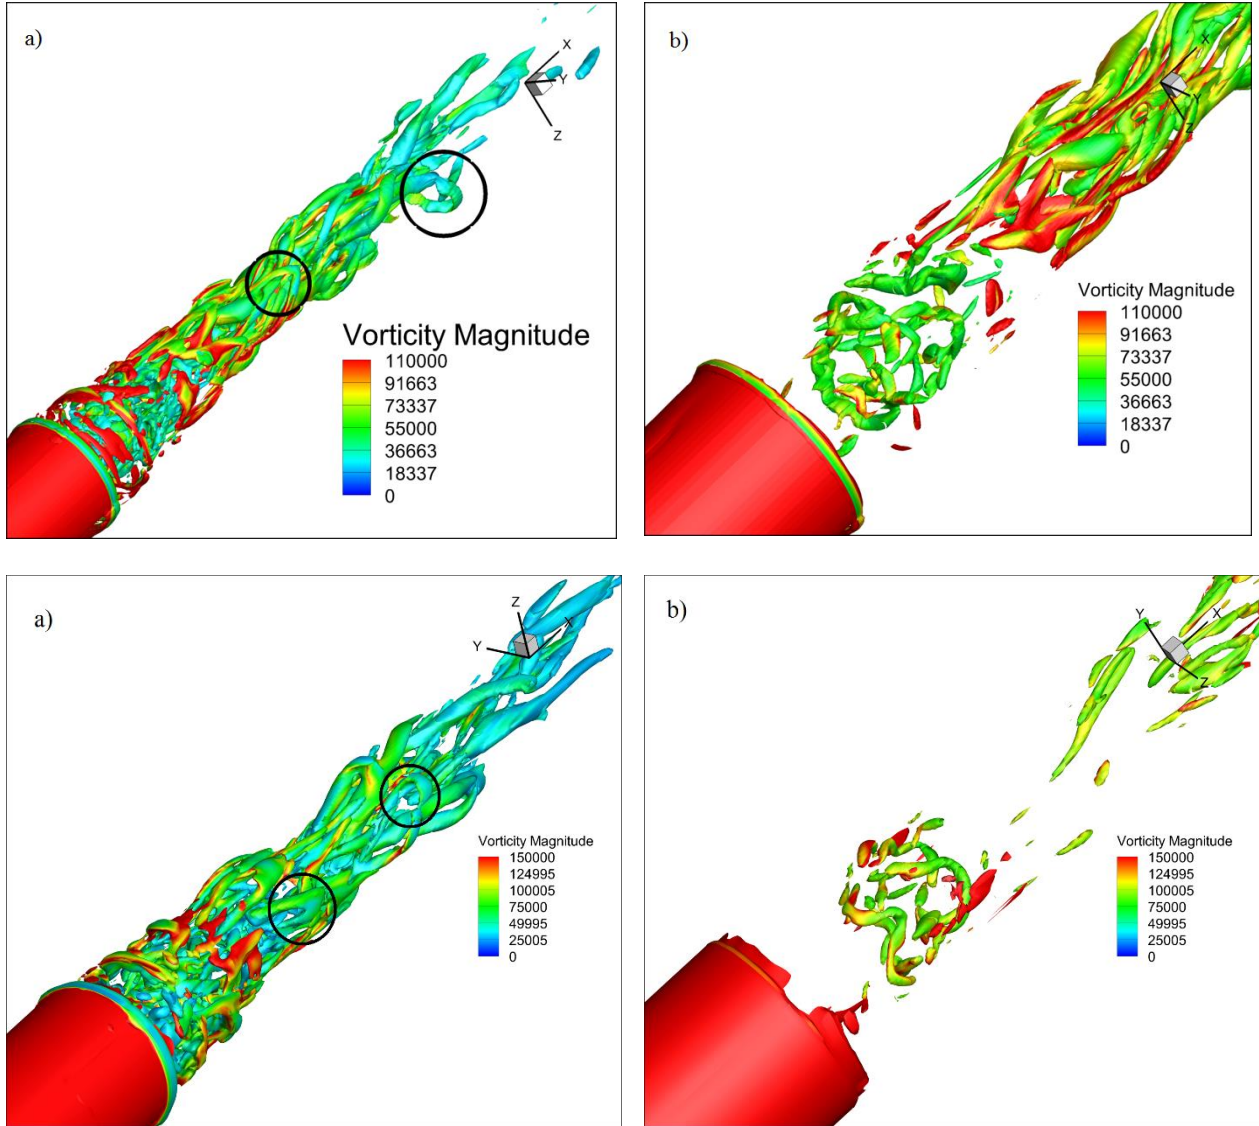 a)
X
Y
Z
Vorticity Magnitude
110000
91663
73337
55000
36663
18337
0
b)
X
Y
Z
Vorticity Magnitude
110000
91663
73337
55000
36663
18337
0
a)
Z
X
Y
Vorticity Magnitude
150000
124995
100005
75000
49995
25005
0
b)
Y
X
Z
Vorticity Magnitude
150000
124995
100005
75000
49995
25005
0